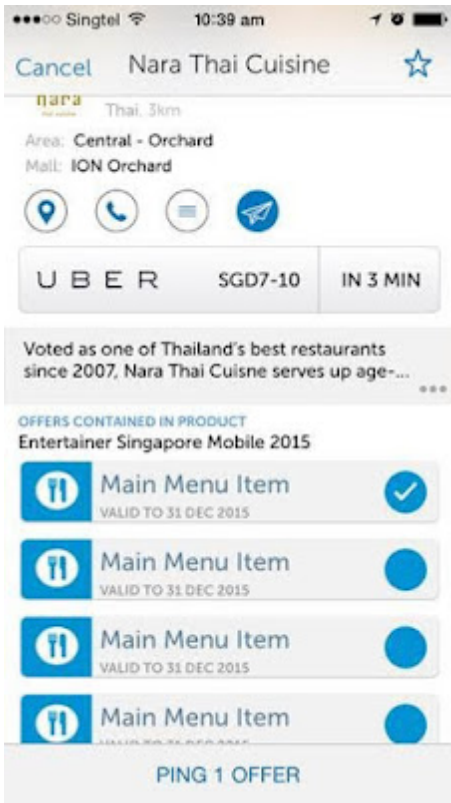 Singtel 10:39 am
Cancel Nara Thai Cuisine
nara
Thai, 3km
Area: Central - Orchard
Mall: ION Orchard
UBER SGD7-10 IN 3 MIN
Voted as one of Thailand's best restaurants
since 2007, Nara Thai Cuisne serves up age-...
OFFERS CONTAINED IN PRODUCT
Entertainer Singapore Mobile 2015
Main Menu Item
VALID TO 31 DEC 2015
Main Menu Item
VALID TO 31 DEC 2015
Main Menu Item
VALID TO 31 DEC 2015
Main Menu Item
PING 1 OFFER